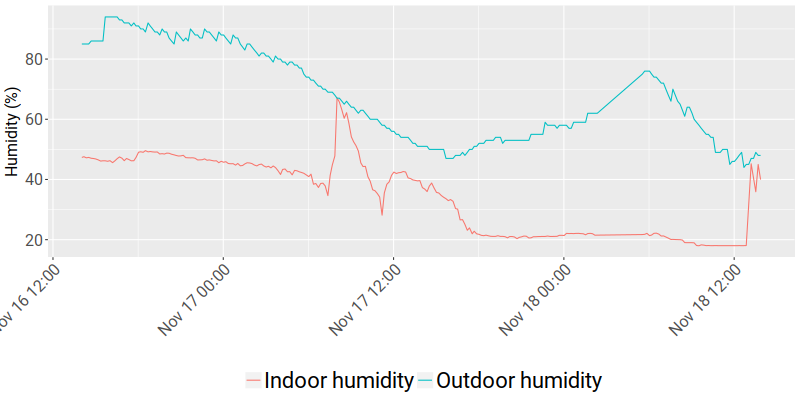 Humidity (%)
80
60
40
20
16 12:00
Nov 17 00:00
Nov 17 12:00
Nov 18 00:00
Nov 18 12:00
Indoor humidity
Outdoor humidity